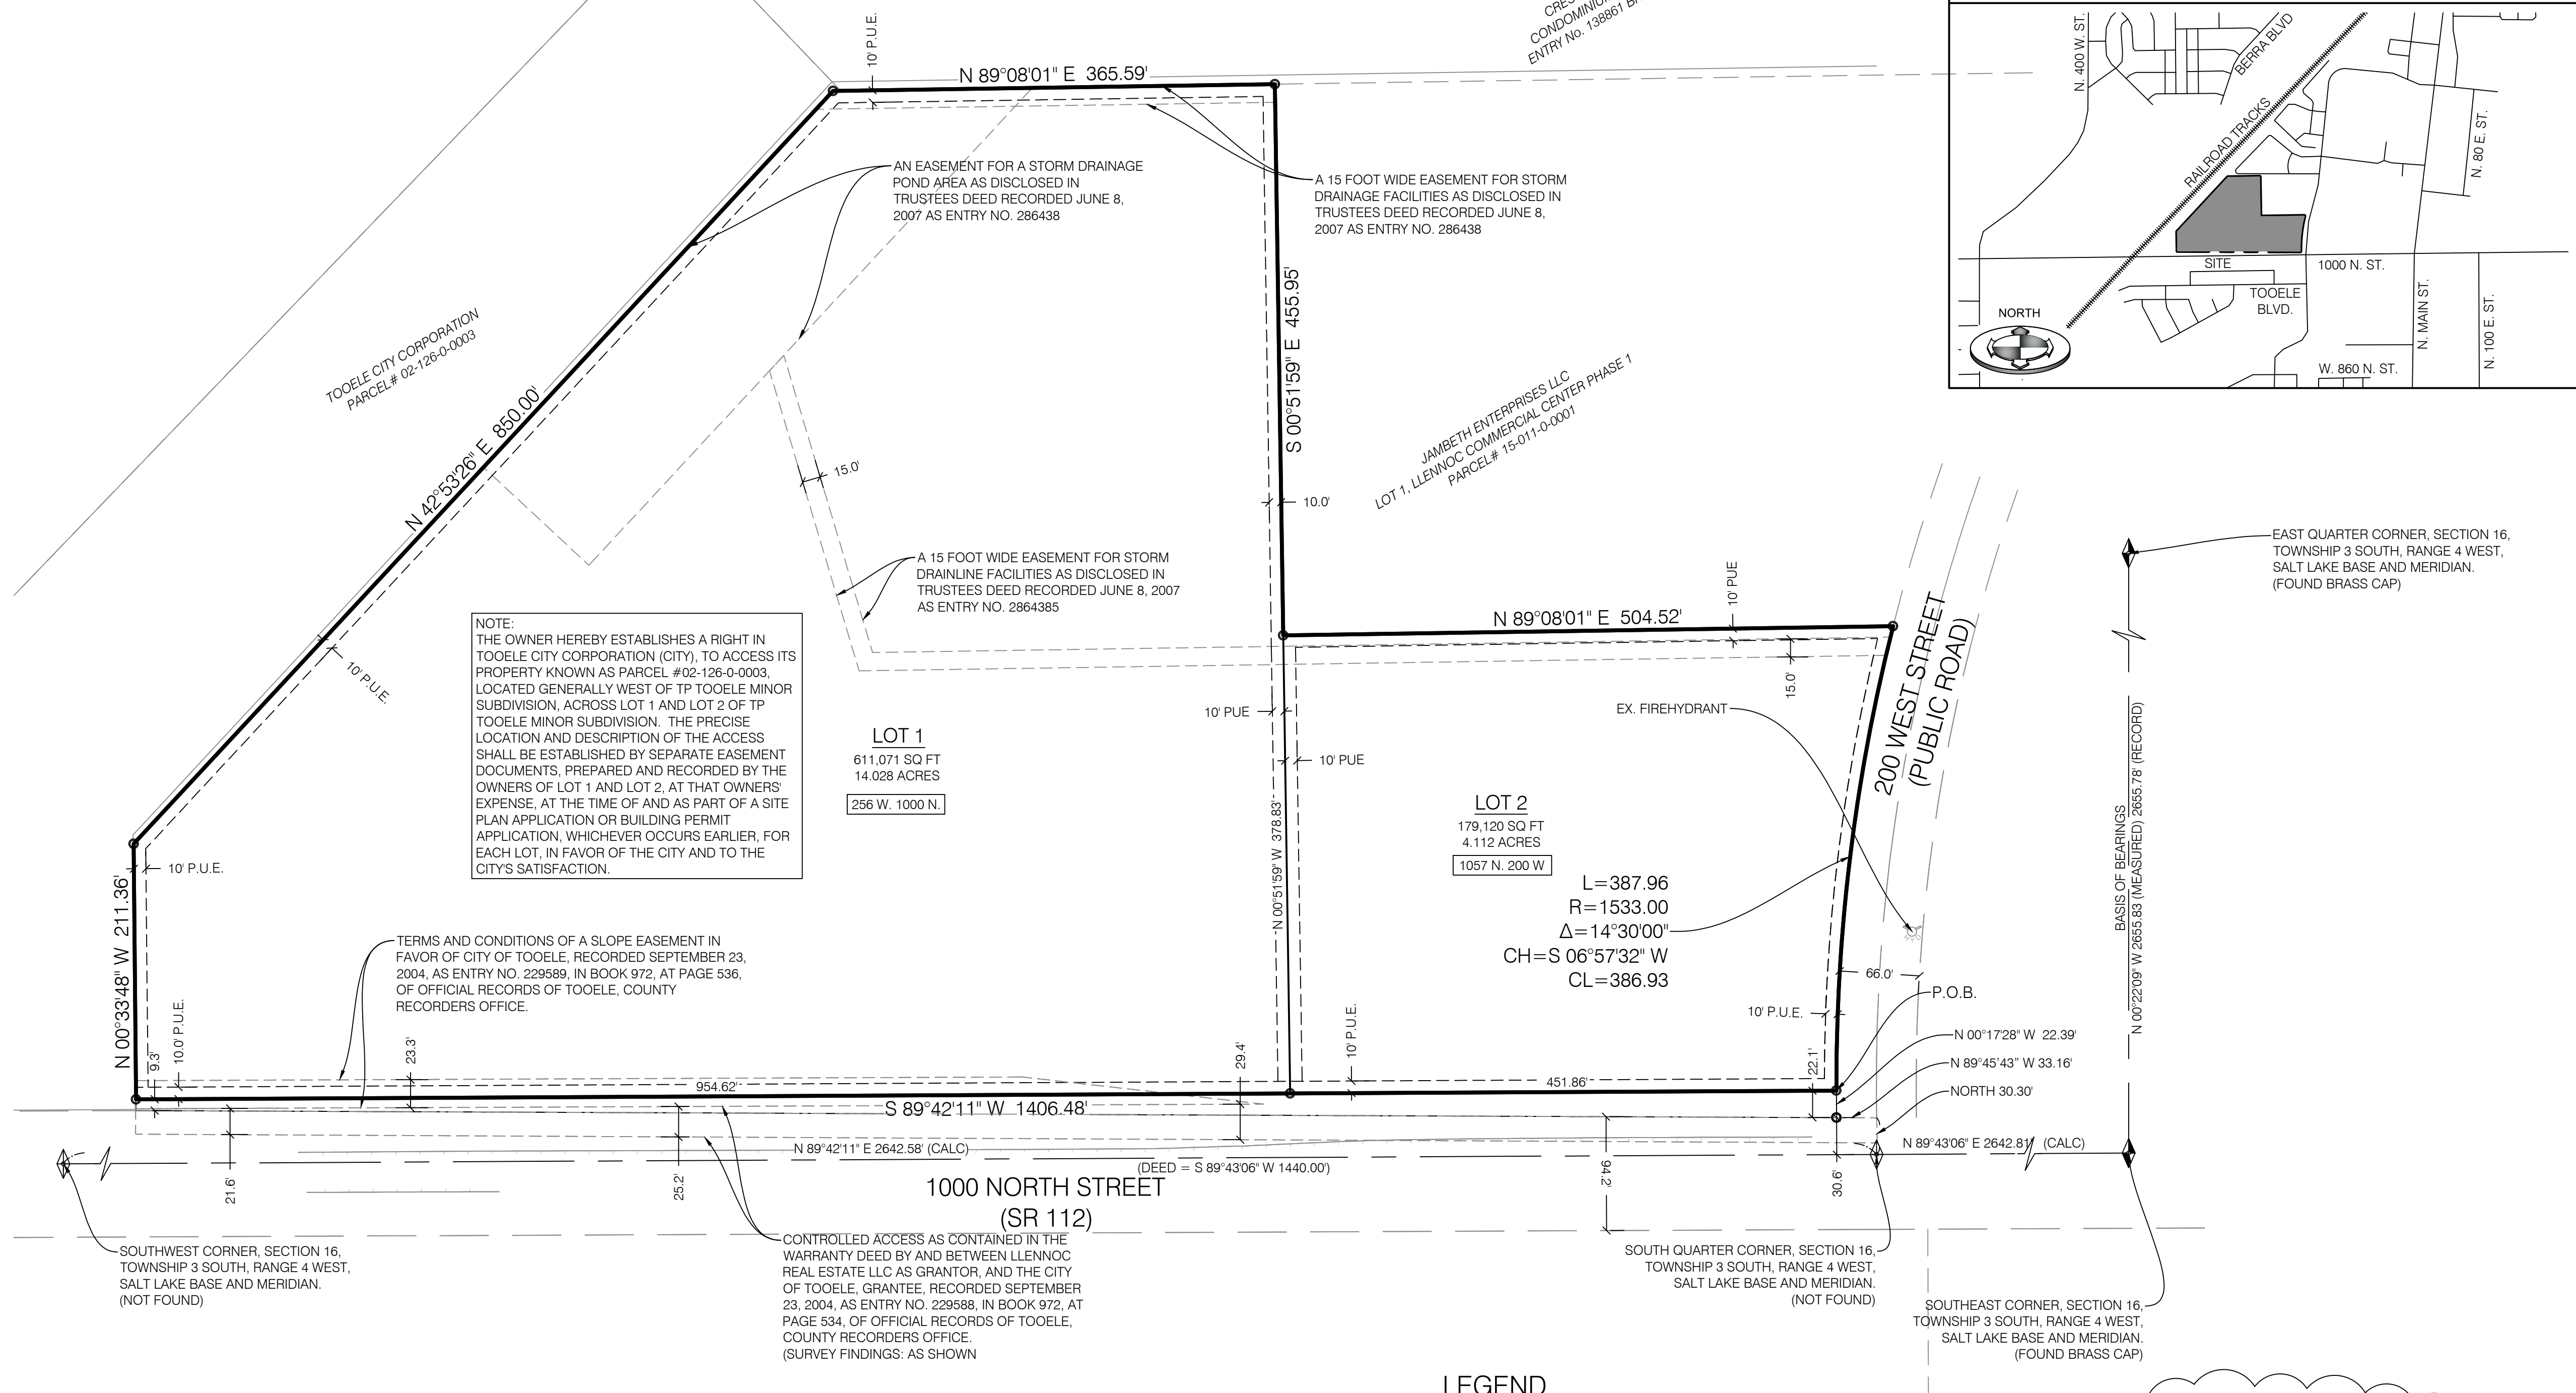 CONDOMINIUM
ENTRY No. 138861
10' P.U.E.
N 89°08'01" E 365.59'
AN EASEMENT FOR A STORM DRAINAGE
POND AREA AS DISCLOSED IN
TRUSTEES DEED RECORDED JUNE 8,
2007 AS ENTRY NO. 286438
A 15 FOOT WIDE EASEMENT FOR STORM
DRAINAGE FACILITIES AS DISCLOSED IN
TRUSTEES DEED RECORDED JUNE 8,
2007 AS ENTRY NO. 286438
N. 400 W. ST.
BERRA BLVD
RAILROAD TRACKS
N. 80 E. ST.
SITE
1000 N. ST.
TOOELE
BLVD.
NORTH
N. MAIN ST.
N. 100 E. ST.
W. 860 N. ST.
TOOELE CITY CORPORATION
PARCEL# 02-126-0-0003
N 42°53'26" E 850.00'
S 00°51'59" E 455.95'
JAMBETH ENTERPRISES LLC
LOT 1, LLENNOC COMMERCIAL CENTER PHASE 1
PARCEL# 15-011-0-0001
15.0'
10.0'
A 15 FOOT WIDE EASEMENT FOR STORM
DRAINLINE FACILITIES AS DISCLOSED IN
TRUSTEES DEED RECORDED JUNE 8, 2007
AS ENTRY NO. 2864385
10' PUE
N 89°08'01" E 504.52'
15.0'
EAST QUARTER CORNER, SECTION 16,
TOWNSHIP 3 SOUTH, RANGE 4 WEST,
SALT LAKE BASE AND MERIDIAN.
(FOUND BRASS CAP)
200 WEST STREET
(PUBLIC ROAD)
10' P.U.E.
NOTE:
THE OWNER HEREBY ESTABLISHES A RIGHT IN
TOOELE CITY CORPORATION (CITY), TO ACCESS ITS
PROPERTY KNOWN AS PARCEL #02-126-0-0003,
LOCATED GENERALLY WEST OF TP TOOELE MINOR
SUBDIVISION, ACROSS LOT 1 AND LOT 2 OF TP
TOOELE MINOR SUBDIVISION. THE PRECISE
LOCATION AND DESCRIPTION OF THE ACCESS
SHALL BE ESTABLISHED BY SEPARATE EASEMENT
DOCUMENTS, PREPARED AND RECORDED BY THE
OWNERS OF LOT 1 AND LOT 2, AT THAT OWNERS'
EXPENSE, AT THE TIME OF AND AS PART OF A SITE
PLAN APPLICATION OR BUILDING PERMIT
APPLICATION, WHICHEVER OCCURS EARLIER, FOR
EACH LOT, IN FAVOR OF THE CITY AND TO THE
CITY'S SATISFACTION.
10' PUE
10' PUE
EX. FIREHYDRANT
LOT 1
611,071 SQ FT
14.028 ACRES
256 W. 1000 N.
N 00°51'59" W 378.83'
LOT 2
179,120 SQ FT
4.112 ACRES
1057 N. 200 W
L=387.96
R=1533.00
Δ=14°30'00"
CH=S 06°57'32" W
CL=386.93
BASIS OF BEARINGS
N 00°22'09" W 2655.83 (MEASURED) 2655.78' (RECORD)
10' P.U.E.
N 00°33'48" W 211.36'
TERMS AND CONDITIONS OF A SLOPE EASEMENT IN
FAVOR OF CITY OF TOOELE, RECORDED SEPTEMBER 23,
2004, AS ENTRY NO. 229589, IN BOOK 972, AT PAGE 536,
OF OFFICIAL RECORDS OF TOOELE, COUNTY
RECORDERS OFFICE.
66.0'
P.O.B.
10' P.U.E.
N 00°17'28" W 22.39'
N 89°45'43" W 33.16'
NORTH 30.30'
9.3'
10.0' P.U.E.
23.3'
29.4'
10' P.U.E.
22.1'
954.62'
451.86'
S 89°42'11" W 1406.48'
N 89°42'11" E 2642.58' (CALC)
(DEED = S 89°43'06" W 1440.00')
N 89°43'06" E 2642.81' (CALC)
21.6'
25.2'
94.2'
30.6'
1000 NORTH STREET
(SR 112)
SOUTHWEST CORNER, SECTION 16,
TOWNSHIP 3 SOUTH, RANGE 4 WEST,
SALT LAKE BASE AND MERIDIAN.
(NOT FOUND)
CONTROLLED ACCESS AS CONTAINED IN THE
WARRANTY DEED BY AND BETWEEN LLENNOC
REAL ESTATE LLC AS GRANTOR, AND THE CITY
OF TOOELE, GRANTEE, RECORDED SEPTEMBER
23, 2004, AS ENTRY NO. 229588, IN BOOK 972, AT
PAGE 534, OF OFFICIAL RECORDS OF TOOELE,
COUNTY RECORDERS OFFICE.
(SURVEY FINDINGS: AS SHOWN
SOUTH QUARTER CORNER, SECTION 16,
TOWNSHIP 3 SOUTH, RANGE 4 WEST,
SALT LAKE BASE AND MERIDIAN.
(NOT FOUND)
SOUTHEAST CORNER, SECTION 16,
TOWNSHIP 3 SOUTH, RANGE 4 WEST,
SALT LAKE BASE AND MERIDIAN.
(FOUND BRASS CAP)
LEGEND